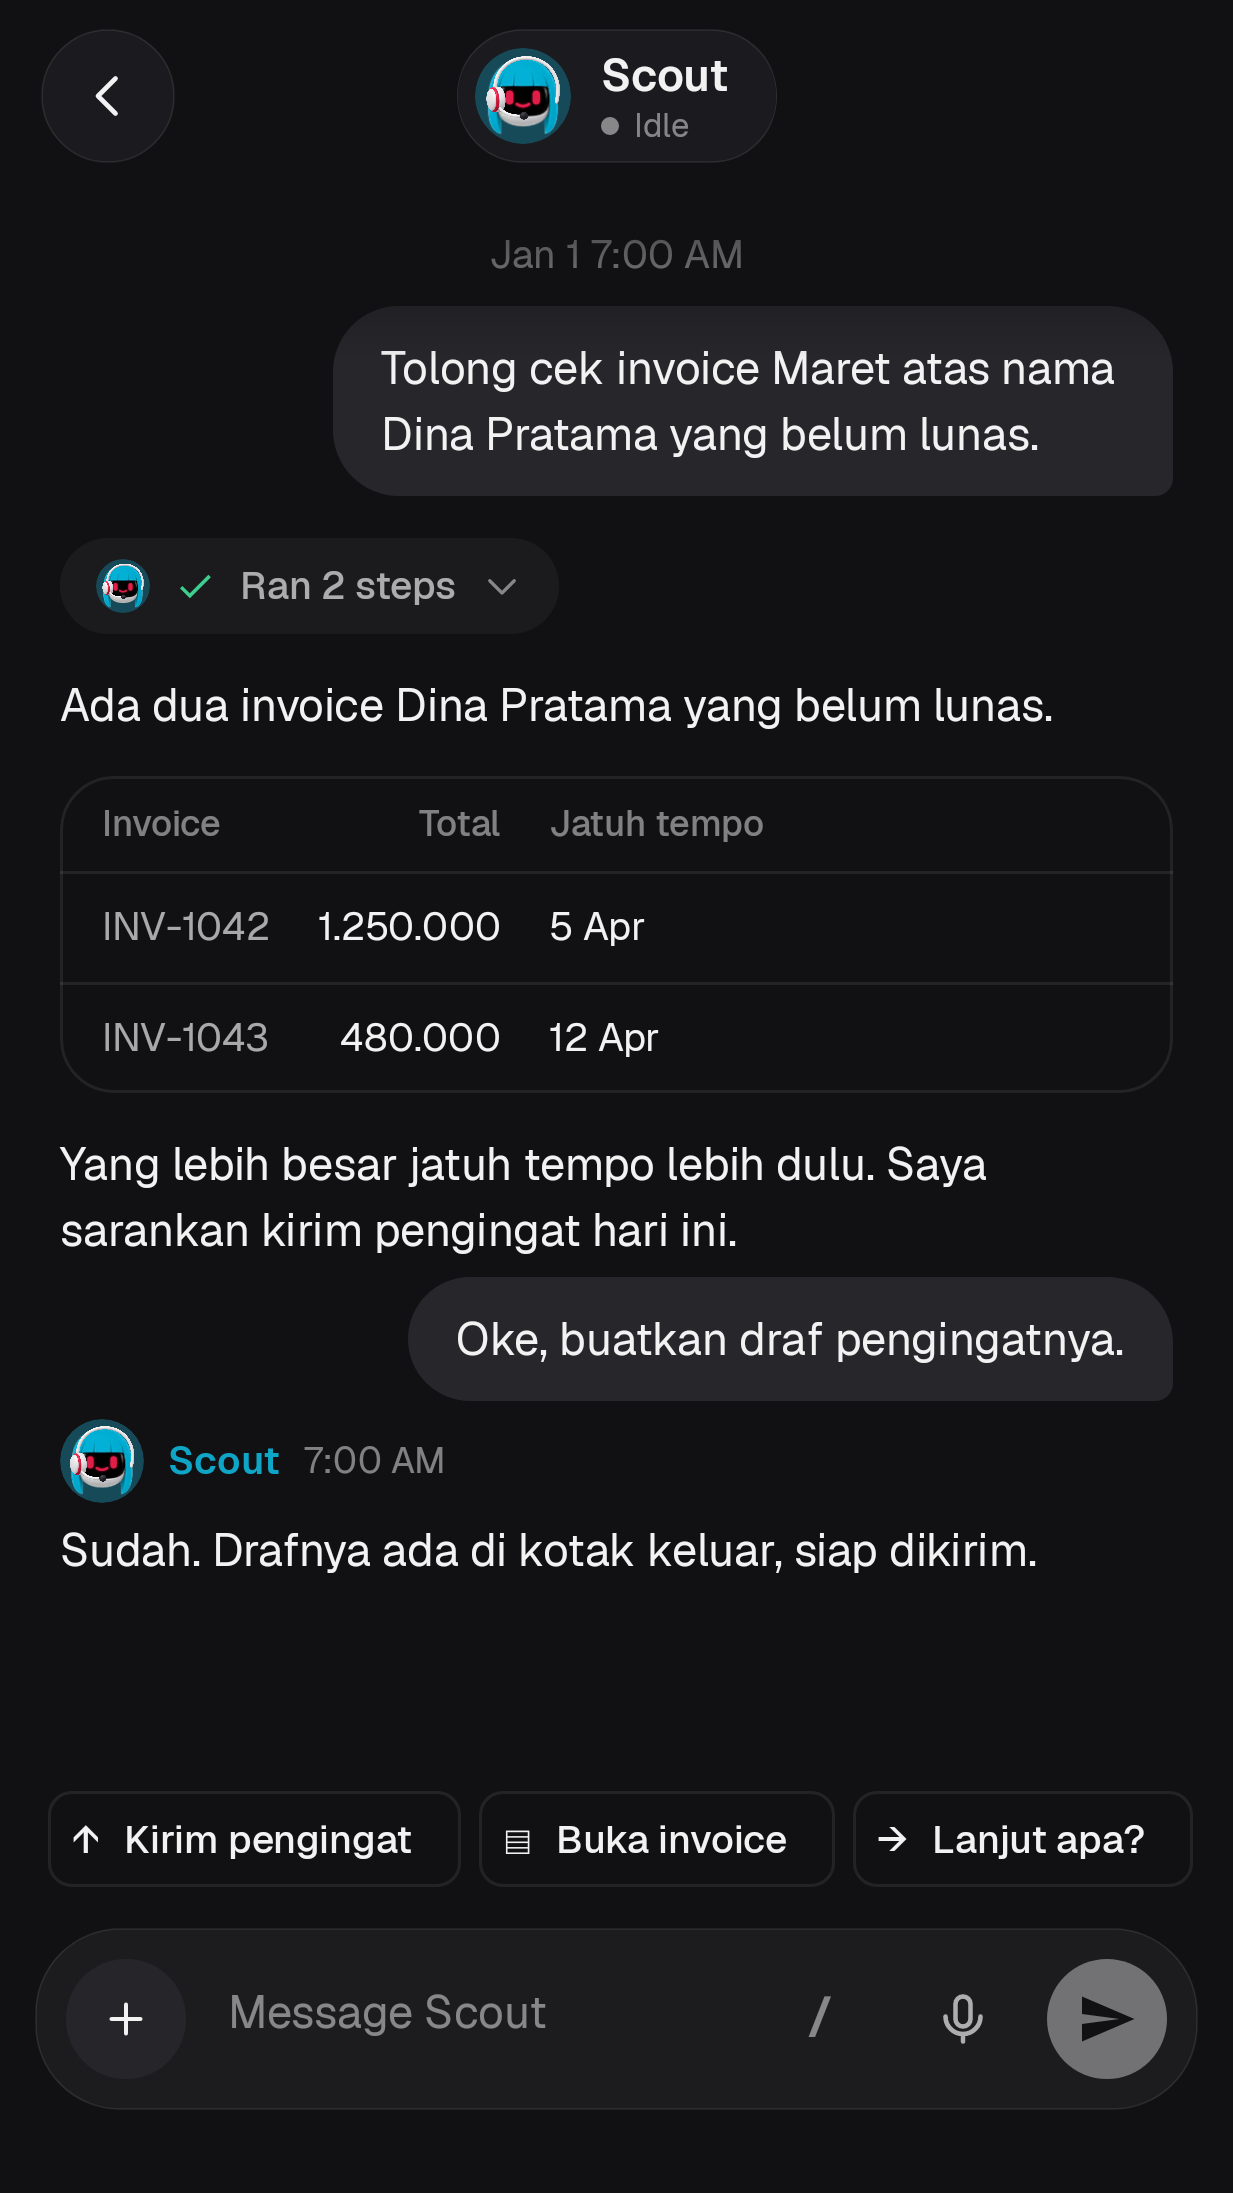 Scout
Idle
Jan 1 7:00 AM
Tolong cek invoice Maret atas nama
Dina Pratama yang belum lunas.
Ran 2 steps
Ada dua invoice Dina Pratama yang belum lunas.
Invoice Total Jatuh tempo
INV-1042 1.250.000 5 Apr
INV-1043 480.000 12 Apr
Yang lebih besar jatuh tempo lebih dulu. Saya
sarankan kirim pengingat hari ini.
Oke, buatkan draf pengingatnya.
Scout 7:00 AM
Sudah. Drafnya ada di kotak keluar, siap dikirim.
↑ Kirim pengingat ▤ Buka invoice → Lanjut apa?
+ Message Scout /